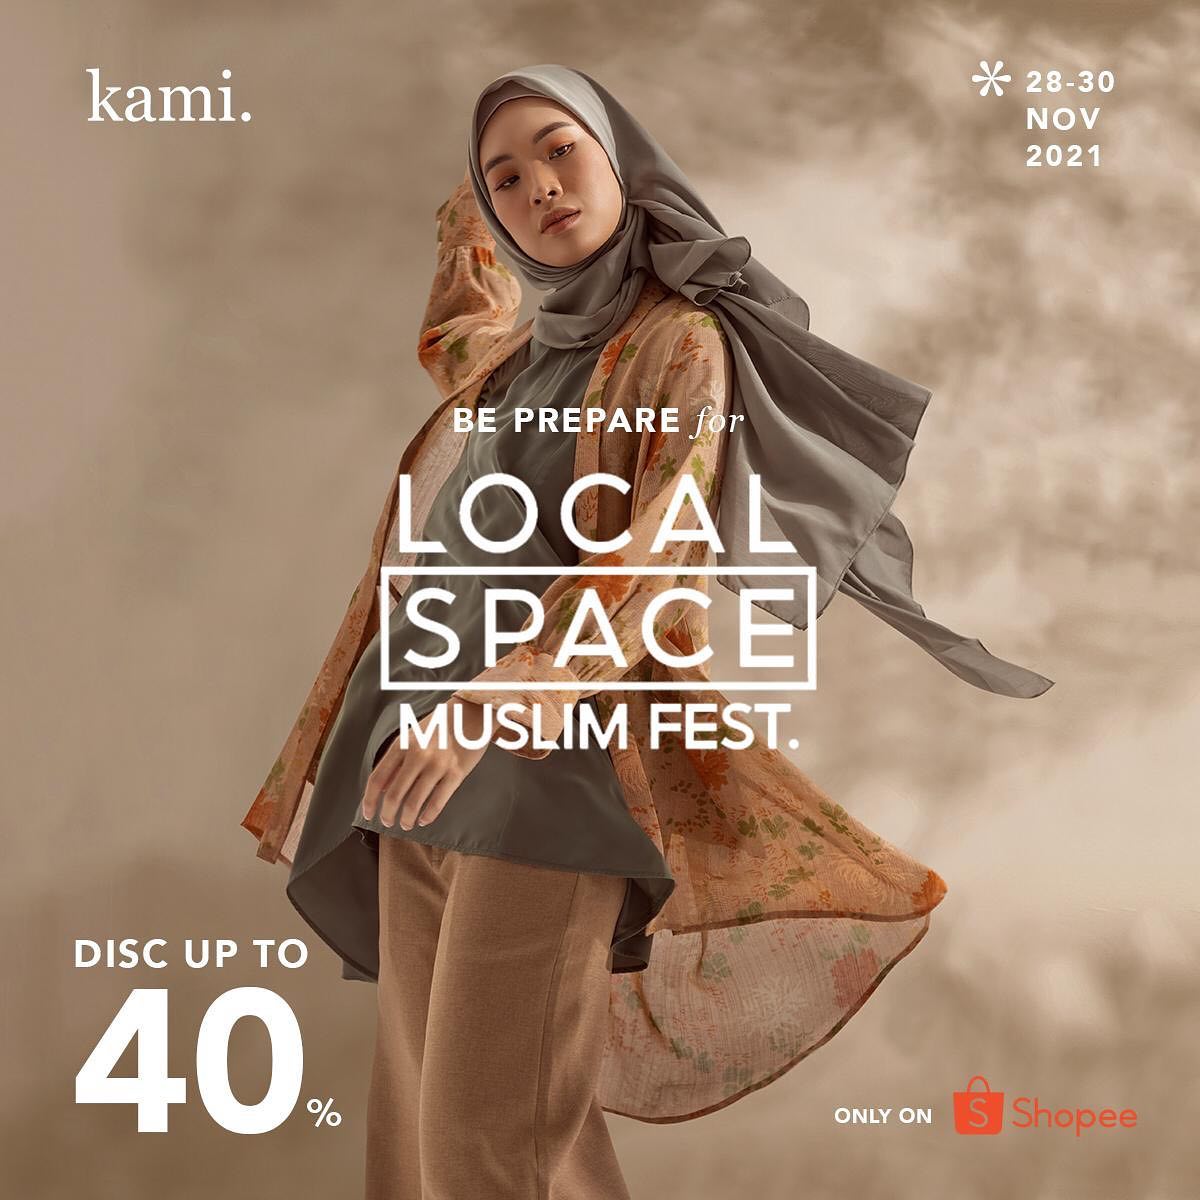 kami.
* 28-30
NOV
2021
BE PREPARE for
LOCAL
SPACE
MUSLIM FEST.
DISC UP TO
40%
ONLY ON Shopee